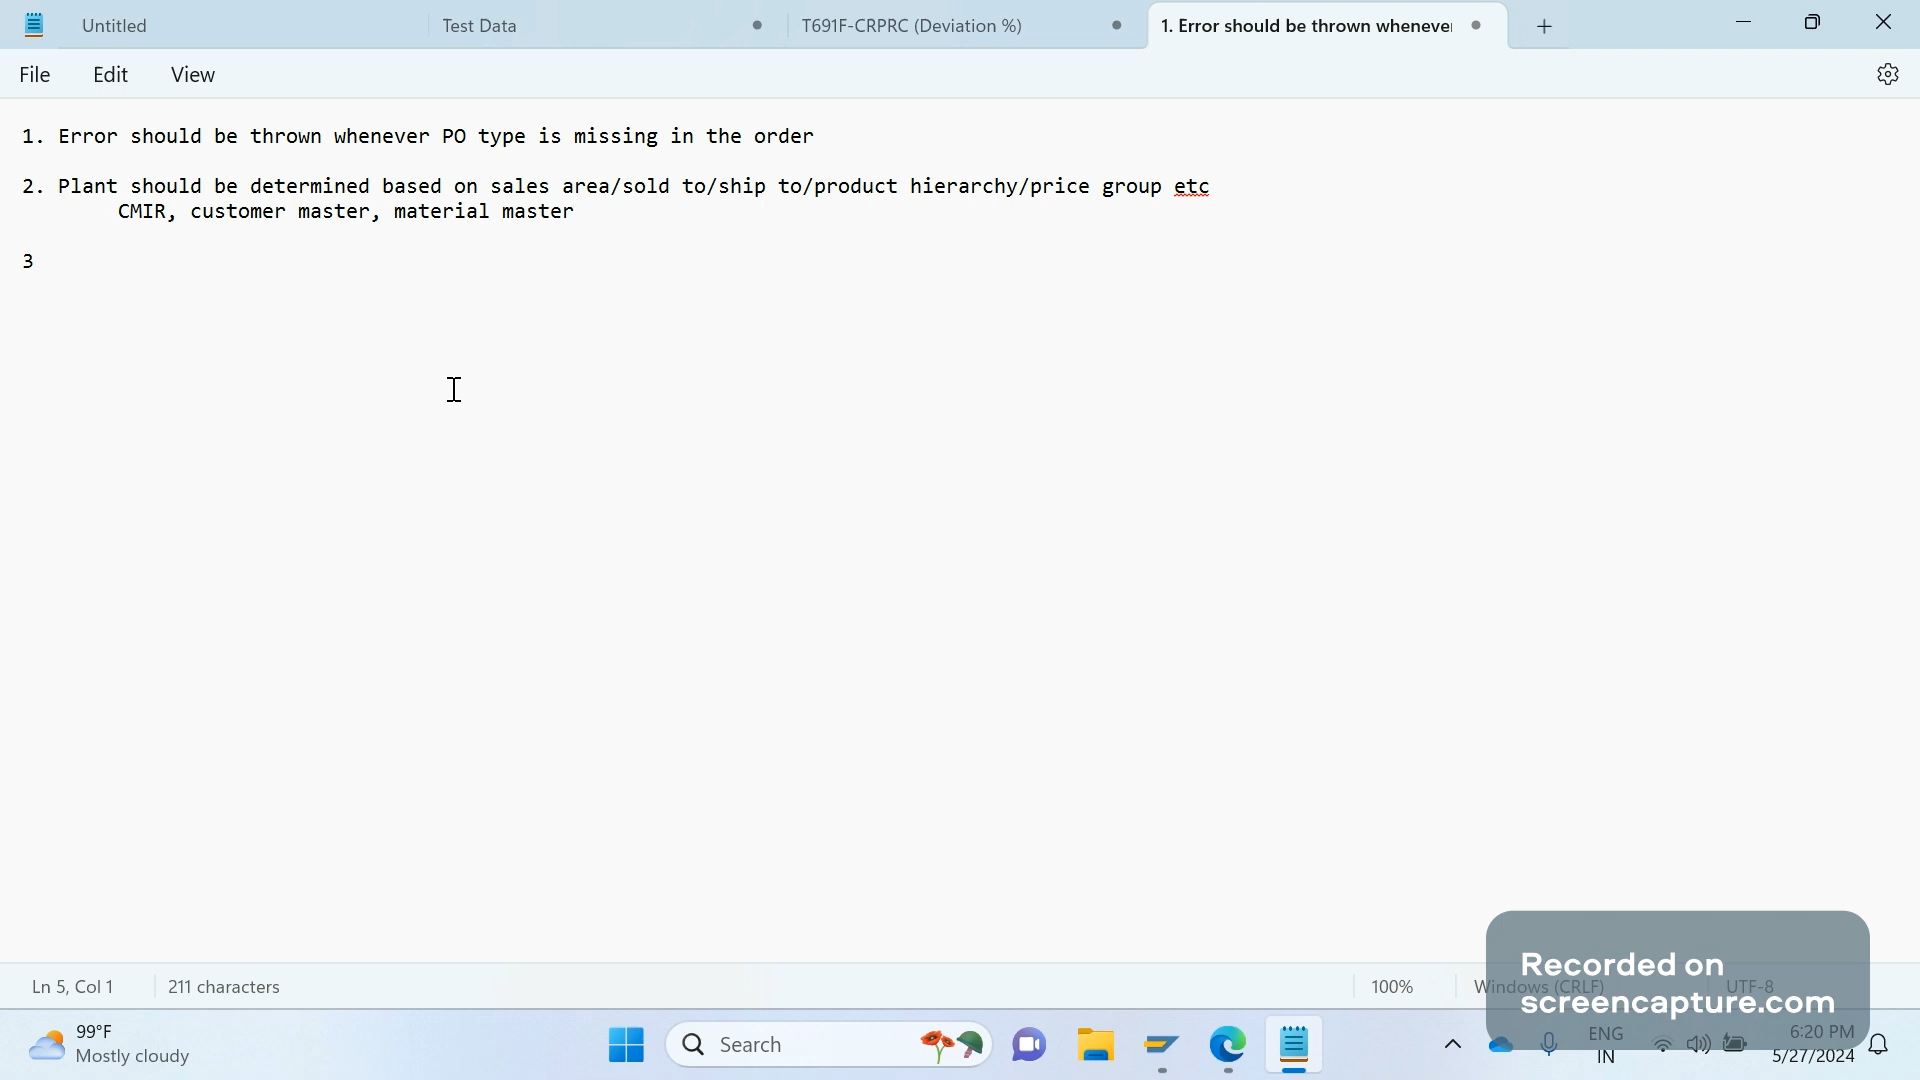 Untitled
Test Data
T691F-CRPRC (Deviation %)
1. Error should be thrown whenever
File Edit View
1. Error should be thrown whenever PO type is missing in the order
2. Plant should be determined based on sales area/sold to/ship to/product hierarchy/price group etc
CMIR, customer master, material master
3
Ln 5, Col 1
211 characters
100%
Windows (CRLF)
UTF-8
Recorded on
screencapture.com
99°F
Mostly cloudy
Search
ENG
IN
6:20 PM
5/27/2024